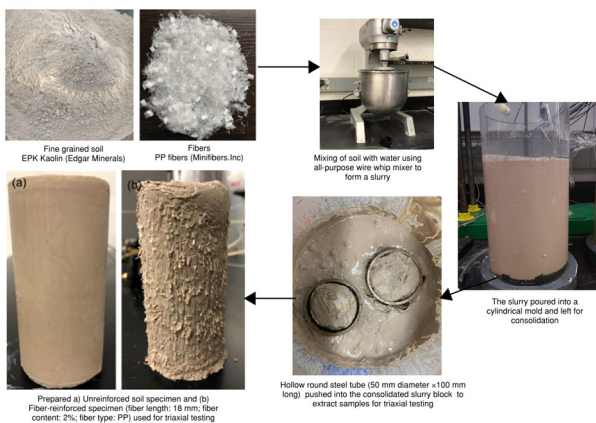 Fine grained soil
EPK Kaolin (Edgar Minerals)
Fibers
PP fibers (Minifibers.Inc)
Mixing of soil with water using
all-purpose wire whip mixer to
form a slurry
The slurry poured into a
cylindrical mold and left for
consolidation
Hollow round steel tube (50 mm diameter ×100 mm
long) pushed into the consolidated slurry block to
extract samples for triaxial testing
(a)
(b)
Prepared a) Unreinforced soil specimen and (b)
Fiber-reinforced specimen (fiber length: 18 mm; fiber
content: 2%; fiber type: PP) used for triaxial testing